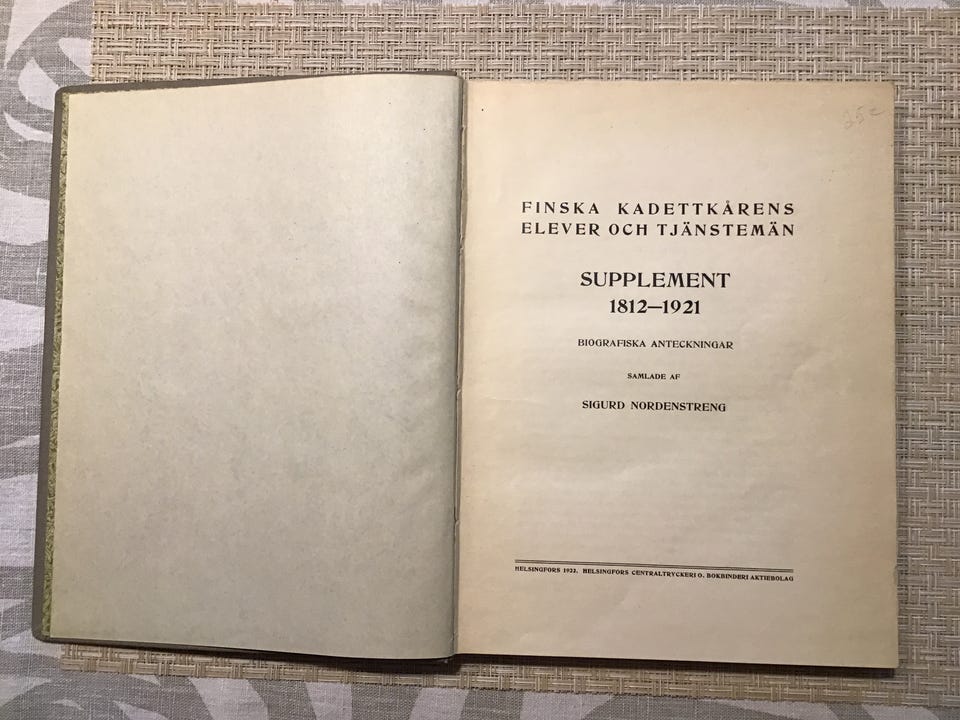 25€
FINSKA KADETTKÅRENS
ELEVER OCH TJÄNSTEMÄN
SUPPLEMENT
1812—1921
BIOGRAFISKA ANTECKNINGAR
SAMLADE AF
SIGURD NORDENSTRENG
HELSINGFORS 1922. HELSINGFORS CENTRALTRYCKERI O. BOKBINDERI AKTIEBOLAG